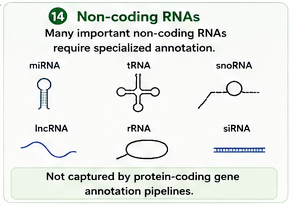 14 Non-coding RNAs
Many important non-coding RNAs
require specialized annotation.
miRNA tRNA snoRNA
lncRNA rRNA siRNA
Not captured by protein-coding gene
annotation pipelines.